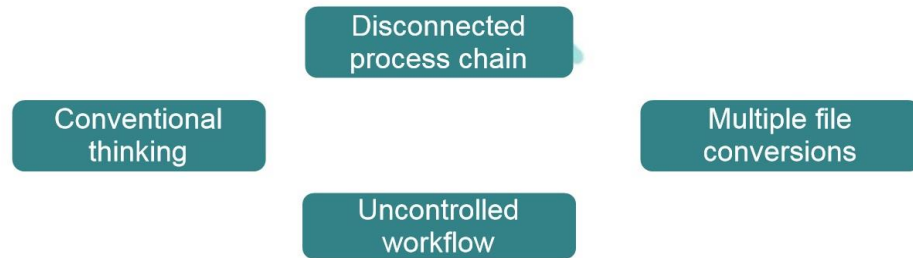 Disconnected
process chain
Conventional
thinking
Multiple file
conversions
Uncontrolled
workflow